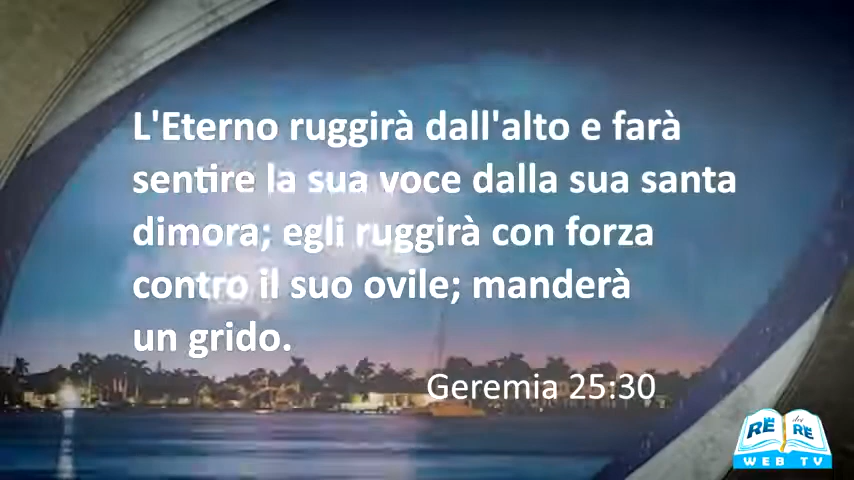 L'Eterno ruggirà dall'alto e farà
sentire la sua voce dalla sua santa
dimora; egli ruggirà con forza
contro il suo ovile; manderà
un grido.
Geremia 25:30
RE dei RE
WEB TV